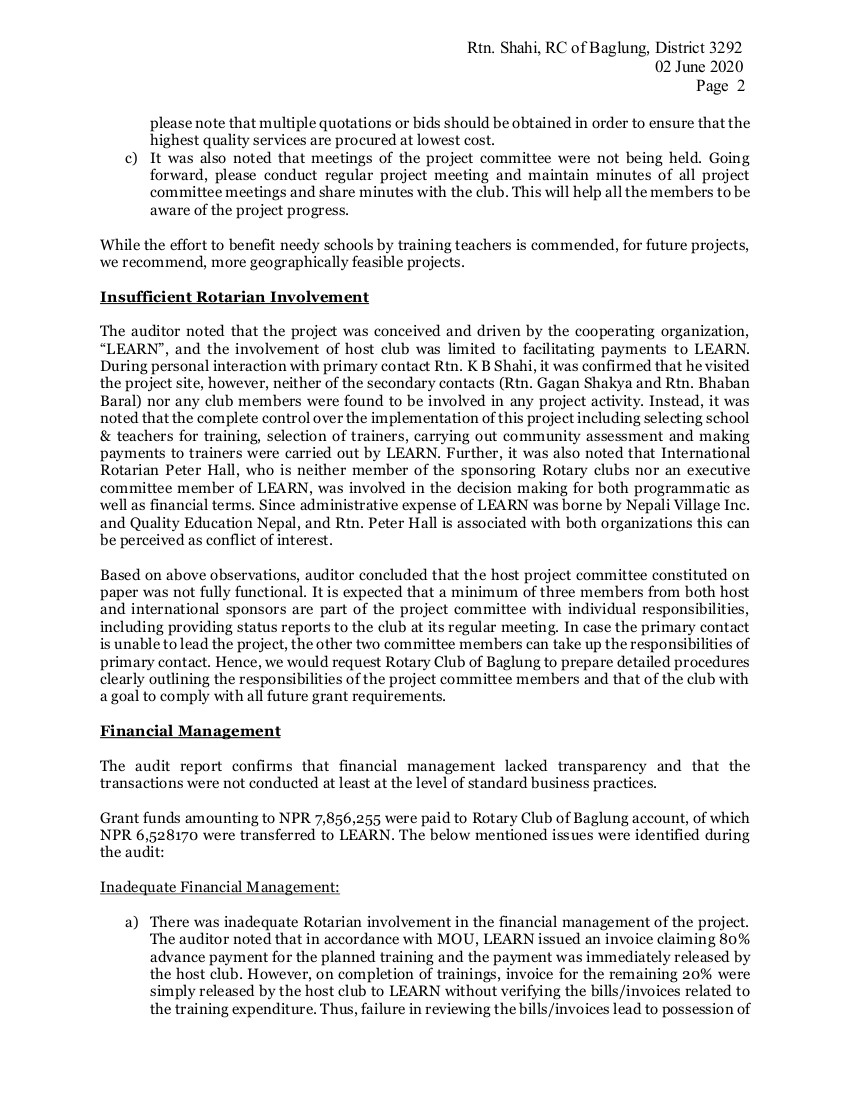 Rtn. Shahi, RC of Baglung, District 3292
02 June 2020
Page 2
please note that multiple quotations or bids should be obtained in order to ensure that the
highest quality services are procured at lowest cost.
c) It was also noted that meetings of the project committee were not being held. Going
forward, please conduct regular project meeting and maintain minutes of all project
committee meetings and share minutes with the club. This will help all the members to be
aware of the project progress.
While the effort to benefit needy schools by training teachers is commended, for future projects,
we recommend, more geographically feasible projects.
Insufficient Rotarian Involvement
The auditor noted that the project was conceived and driven by the cooperating organization,
“LEARN”, and the involvement of host club was limited to facilitating payments to LEARN.
During personal interaction with primary contact Rtn. K B Shahi, it was confirmed that he visited
the project site, however, neither of the secondary contacts (Rtn. Gagan Shakya and Rtn. Bhaban
Baral) nor any club members were found to be involved in any project activity. Instead, it was
noted that the complete control over the implementation of this project including selecting school
& teachers for training, selection of trainers, carrying out community assessment and making
payments to trainers were carried out by LEARN. Further, it was also noted that International
Rotarian Peter Hall, who is neither member of the sponsoring Rotary clubs nor an executive
committee member of LEARN, was involved in the decision making for both programmatic as
well as financial terms. Since administrative expense of LEARN was borne by Nepali Village Inc.
and Quality Education Nepal, and Rtn. Peter Hall is associated with both organizations this can
be perceived as conflict of interest.
Based on above observations, auditor concluded that the host project committee constituted on
paper was not fully functional. It is expected that a minimum of three members from both host
and international sponsors are part of the project committee with individual responsibilities,
including providing status reports to the club at its regular meeting. In case the primary contact
is unable to lead the project, the other two committee members can take up the responsibilities of
primary contact. Hence, we would request Rotary Club of Baglung to prepare detailed procedures
clearly outlining the responsibilities of the project committee members and that of the club with
a goal to comply with all future grant requirements.
Financial Management
The audit report confirms that financial management lacked transparency and that the
transactions were not conducted at least at the level of standard business practices.
Grant funds amounting to NPR 7,856,255 were paid to Rotary Club of Baglung account, of which
NPR 6,528170 were transferred to LEARN. The below mentioned issues were identified during
the audit:
Inadequate Financial Management:
a) There was inadequate Rotarian involvement in the financial management of the project.
The auditor noted that in accordance with MOU, LEARN issued an invoice claiming 80%
advance payment for the planned training and the payment was immediately released by
the host club. However, on completion of trainings, invoice for the remaining 20% were
simply released by the host club to LEARN without verifying the bills/invoices related to
the training expenditure. Thus, failure in reviewing the bills/invoices lead to possession of